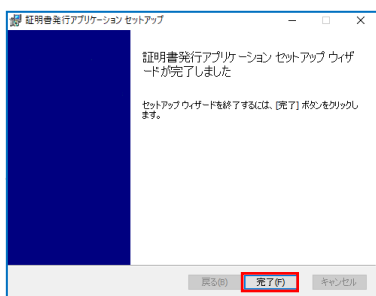 証明書発行アプリケーション セットアップ
証明書発行アプリケーション セットアップ ウィザ
ードが完了しました
セットアップ ウィザードを終了するには、[完了] ボタンをクリックし
ます。
戻る(B) 完了(F) キャンセル